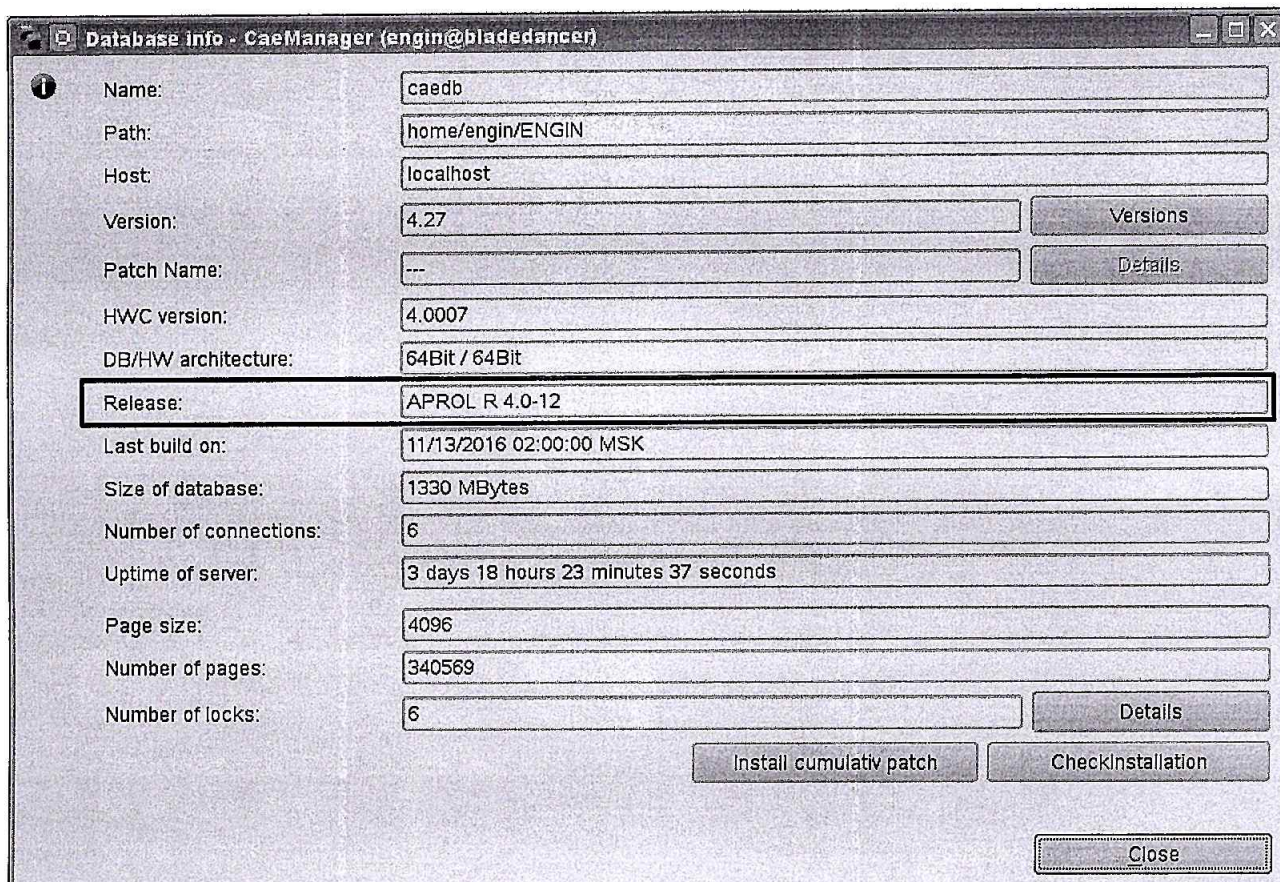 Database info - CaeManager (engin@bladedancer)
Name: caedb
Path: home/engin/ENGIN
Host: localhost
Version: 4.27 Versions
Patch Name: --- Details
HWC version: 4.0007
DB/HW architecture: 64Bit / 64Bit
Release: APROL R 4.0-12
Last build on: 11/13/2016 02:00:00 MSK
Size of database: 1330 MBytes
Number of connections: 6
Uptime of server: 3 days 18 hours 23 minutes 37 seconds
Page size: 4096
Number of pages: 340569
Number of locks: 6 Details
Install cumulativ patch CheckInstallation
Close